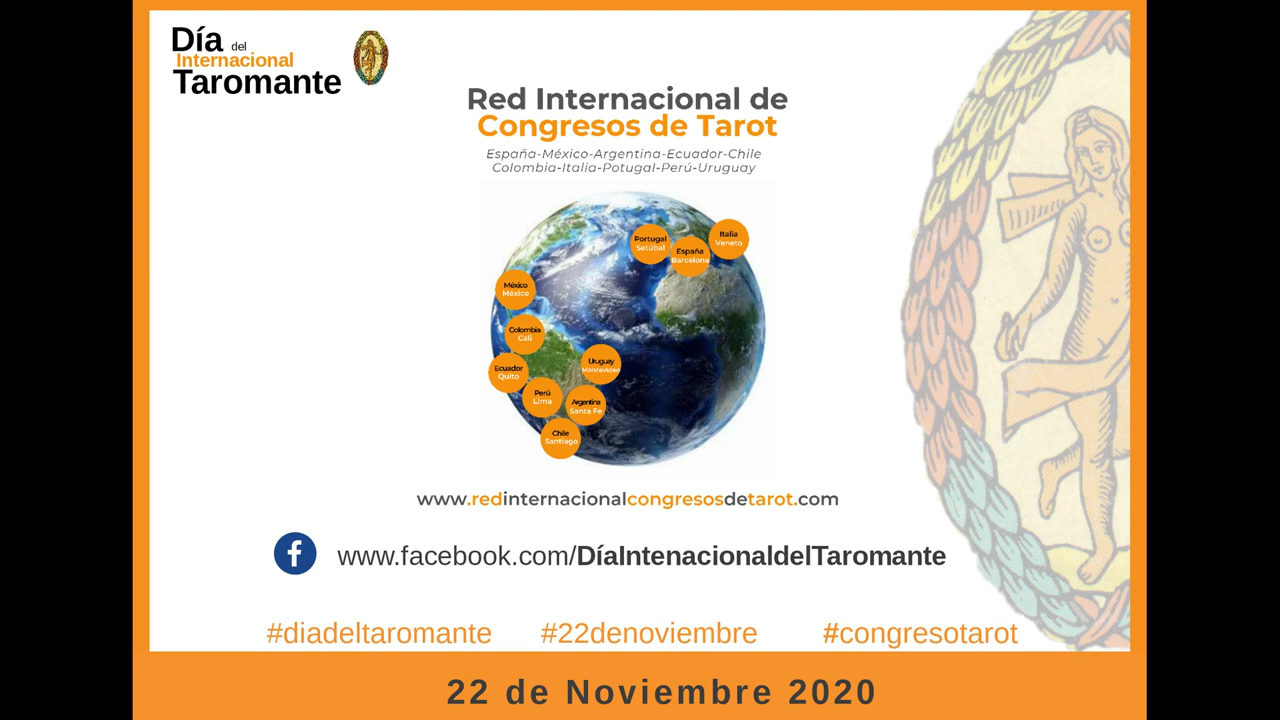 Día del
Internacional
Taromante
Red Internacional de
Congresos de Tarot
España-México-Argentina-Ecuador-Chile
Colombia-Italia-Potugal-Perú-Uruguay
Italia
Veneto
Portugal
Setúbal
España
Barcelona
México
México
Colombia
Cali
Uruguay
Montevideo
Ecuador
Quito
Perú
Lima
Argentina
Santa Fe
Chile
Santiago
www.redinternacionalcongresosdetarot.com
www.facebook.com/DíaIntenacionaldelTaromante
#diadeltaromante #22denoviembre #congresotarot
22 de Noviembre 2020